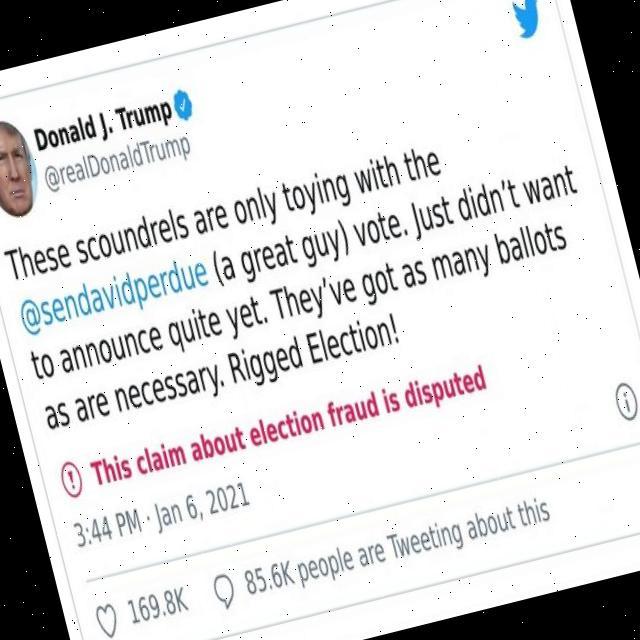 Donald J. Trump
@realDonaldTrump
These scoundrels are only toying with the
@sendavidperdue (a great guy) vote. Just didn't want
to announce quite yet. They've got as many ballots
as are necessary. Rigged Election!
This claim about election fraud is disputed
3:44 PM · Jan 6, 2021
169.8K 85.6K people are Tweeting about this